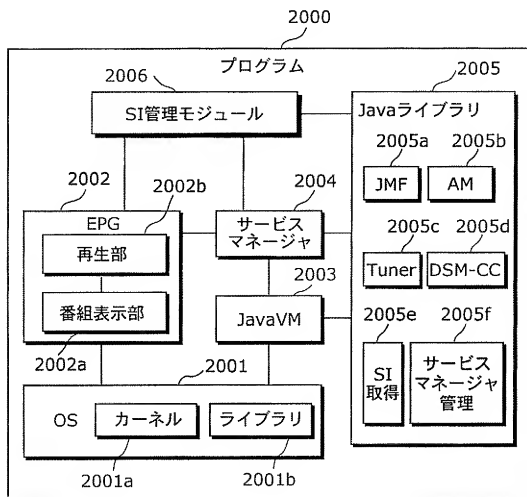 2000
プログラム
2006
SI管理モジュール
2005
Javaライブラリ
2005a
2005b
JMF
AM
2002
2002b
EPG
再生部
番組表示部
2002a
2004
サービス
マネージャ
2003
JavaVM
2005c
2005d
Tuner
DSM-CC
2005e
2005f
SI
取得
サービス
マネージャ
管理
2001
OS
カーネル
ライブラリ
2001a
2001b